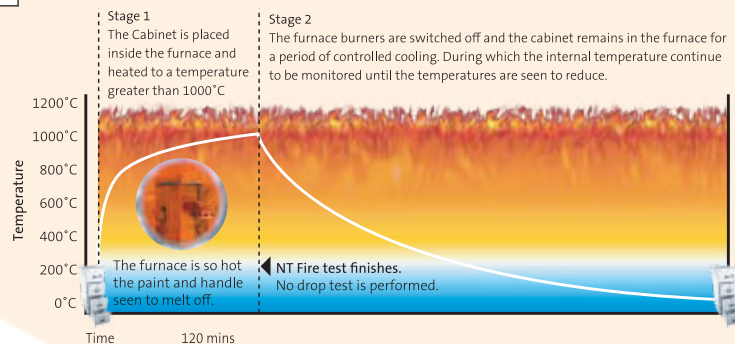 Stage 1
The Cabinet is placed
inside the furnace and
heated to a temperature
greater than 1000˚C
Stage 2
The furnace burners are switched off and the cabinet remains in the furnace for
a period of controlled cooling. During which the internal temperature continue
to be monitored until the temperatures are seen to reduce.
Temperature
1200˚C
1000˚C
800˚C
600˚C
400˚C
200˚C
0˚C
The furnace is so hot
the paint and handle
seen to melt off.
NT Fire test finishes.
No drop test is performed.
Time
120 mins